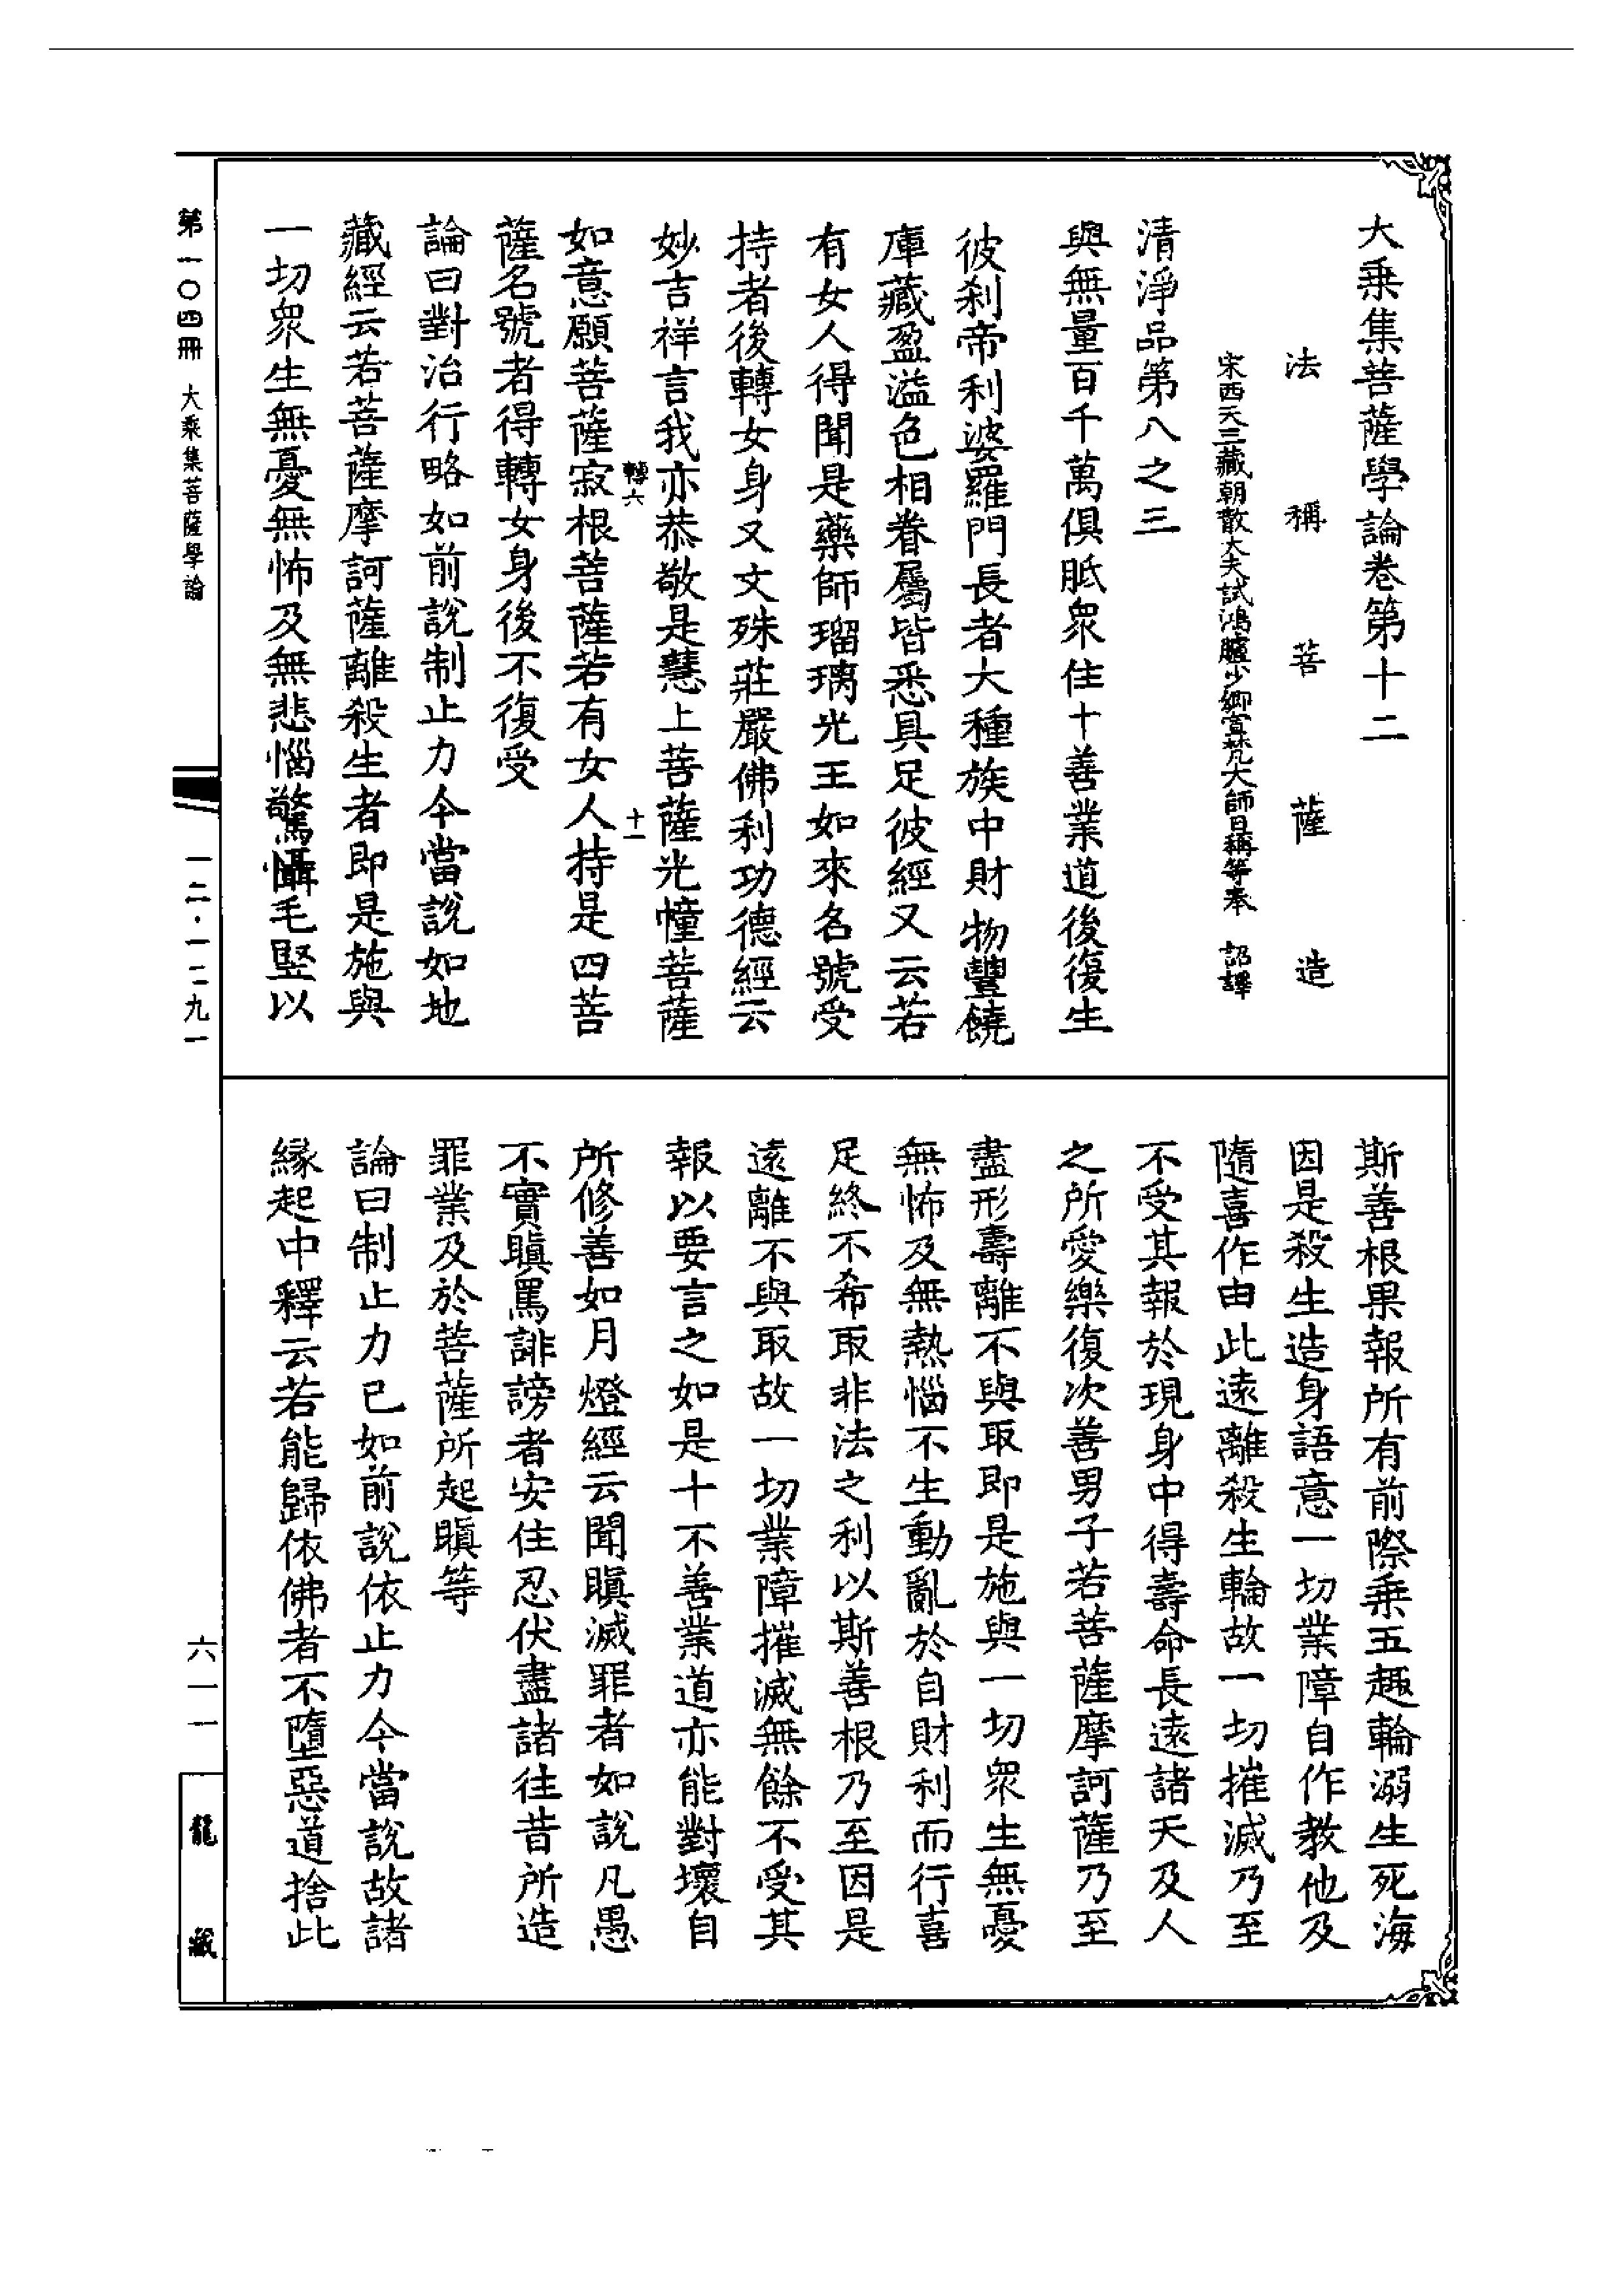 大乘集菩薩學論卷第十二
法稱菩薩造
宋西天三藏朝散大夫試鴻臚少卿宣梵大師日稱等奉 詔譯
清淨品第八之三
與無量百千萬俱胝眾住十善業道後復生
彼剎帝利婆羅門長者大種族中財物豐饒
庫藏盈溢色相眷屬皆悉具足彼經又云若
有女人得聞是藥師瑠璃光王如來名號受
持者後轉女身又文殊莊嚴佛利功德經云
妙吉祥言我亦恭敬是慧上菩薩光幢菩薩
轉六
十一
如意願菩薩寂根菩薩若有女人持是四菩
薩名號者得轉女身後不復受
論曰對治行略如前說制止力今當說如地
藏經云若菩薩摩訶薩離殺生者即是施與
一切眾生無憂無怖及無悲惱驚懾毛竪以
斯善根果報所有前際乘五趣輪溺生死海
因是殺生造身語意一切業障自作教他及
隨喜作由此遠離殺生輪故一切摧滅乃至
不受其報於現身中得壽命長遠諸天及人
之所愛樂復次善男子若菩薩摩訶薩乃至
盡形壽離不與取即是施與一切眾生無憂
無怖及無熱惱不生動亂於自財利而行喜
足終不希取非法之利以斯善根乃至因是
遠離不與取故一切業障摧滅無餘不受其
報以要言之如是十不善業道亦能對壞自
所修善如月燈經云聞瞋滅罪者如說凡愚
不實瞋罵誹謗者安住忍伏盡諸往昔所造
罪業及於菩薩所起瞋等
論曰制止力已如前說依止力今當說故諸
緣起中釋云若能歸依佛者不墮惡道捨此
第一〇四冊 大乘集菩薩學論
一二·一二九一
六一一
龍藏